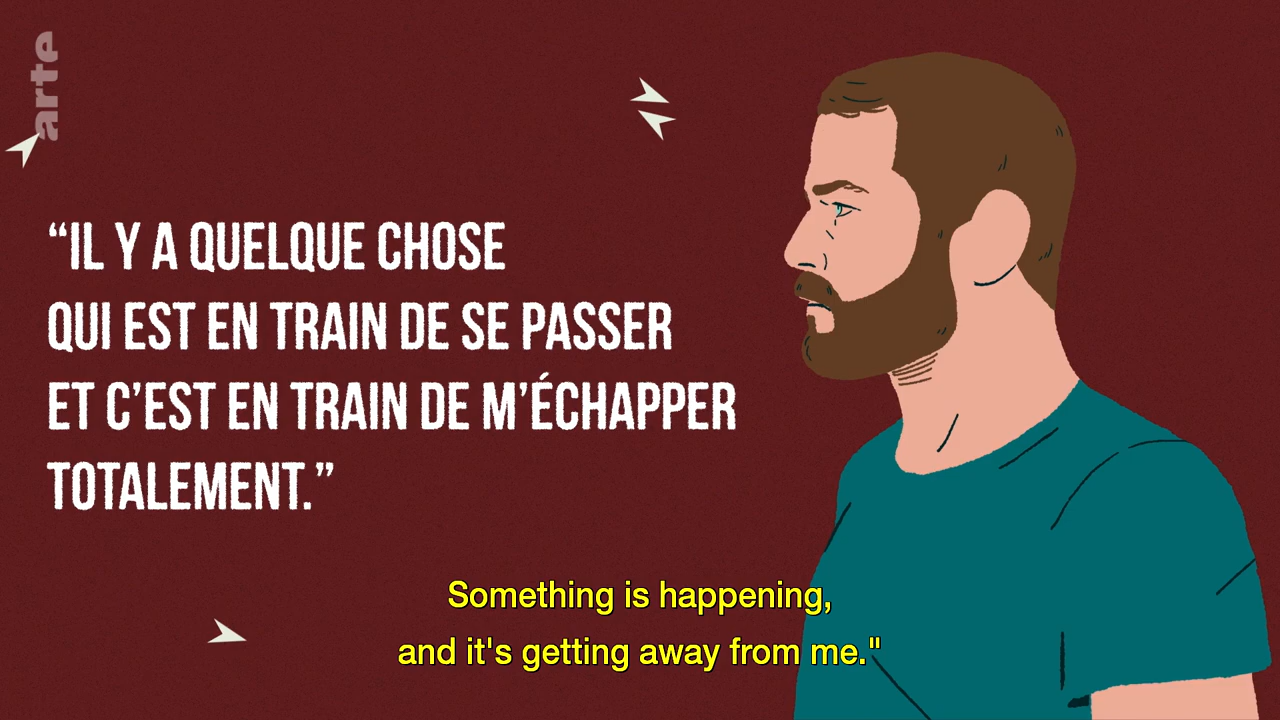 arte
“IL Y A QUELQUE CHOSE
QUI EST EN TRAIN DE SE PASSER
ET C’EST EN TRAIN DE M’ÉCHAPPER
TOTALEMENT.”
Something is happening,
and it's getting away from me."